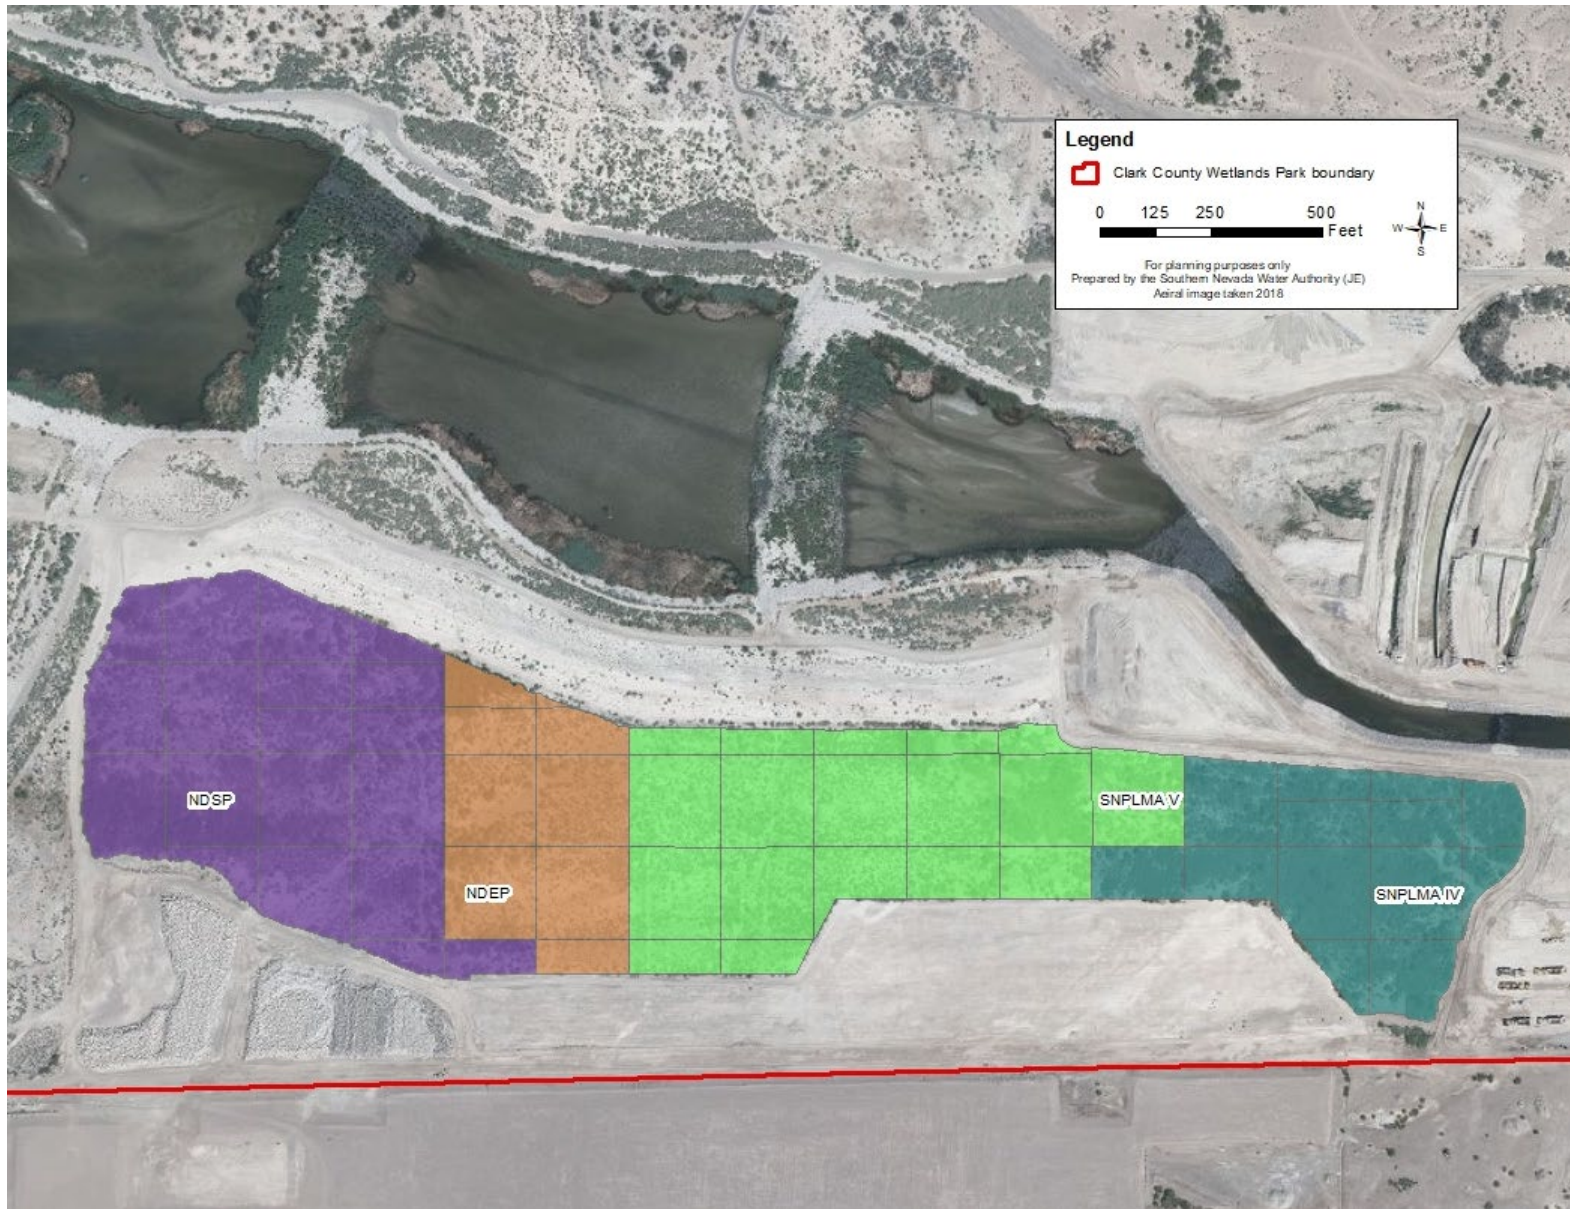 Legend
Clark County Wetlands Park boundary
0 125 250 500
Feet
N
W E
S
For planning purposes only
Prepared by the Southern Nevada Water Authority (JE)
Aeiral image taken 2018
NDSP
SNPLMA V
NDEP
SNPLMA IV